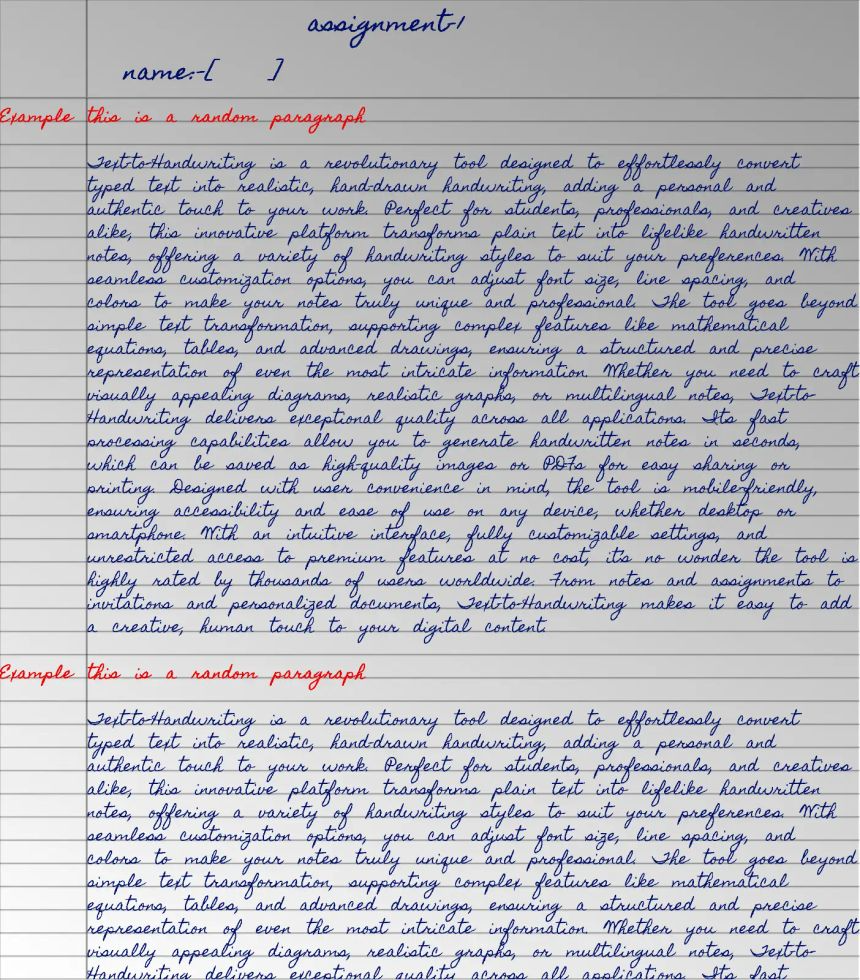 assignment-1
name:-[ ]
Example this is a random paragraph
Text-to-Handwriting is a revolutionary tool designed to effortlessly convert
typed text into realistic, hand-drawn handwriting, adding a personal and
authentic touch to your work. Perfect for students, professionals, and creatives
alike, this innovative platform transforms plain text into lifelike handwritten
notes, offering a variety of handwriting styles to suit your preferences. With
seamless customization options, you can adjust font size, line spacing, and
colors to make your notes truly unique and professional. The tool goes beyond
simple text transformation, supporting complex features like mathematical
equations, tables, and advanced drawings, ensuring a structured and precise
representation of even the most intricate information. Whether you need to craft
visually appealing diagrams, realistic graphs, or multilingual notes, Text-to-
Handwriting delivers exceptional quality across all applications. Its fast
processing capabilities allow you to generate handwritten notes in seconds,
which can be saved as high-quality images or PDFs for easy sharing or
printing. Designed with user convenience in mind, the tool is mobile-friendly,
ensuring accessibility and ease of use on any device, whether desktop or
smartphone. With an intuitive interface, fully customizable settings, and
unrestricted access to premium features at no cost, it's no wonder the tool is
highly rated by thousands of users worldwide. From notes and assignments to
invitations and personalized documents, Text-to-Handwriting makes it easy to add
a creative, human touch to your digital content.
Example this is a random paragraph
Text-to-Handwriting is a revolutionary tool designed to effortlessly convert
typed text into realistic, hand-drawn handwriting, adding a personal and
authentic touch to your work. Perfect for students, professionals, and creatives
alike, this innovative platform transforms plain text into lifelike handwritten
notes, offering a variety of handwriting styles to suit your preferences. With
seamless customization options, you can adjust font size, line spacing, and
colors to make your notes truly unique and professional. The tool goes beyond
simple text transformation, supporting complex features like mathematical
equations, tables, and advanced drawings, ensuring a structured and precise
representation of even the most intricate information. Whether you need to craft
visually appealing diagrams, realistic graphs, or multilingual notes, Text-to-
Handwriting delivers exceptional quality across all applications. Its fast